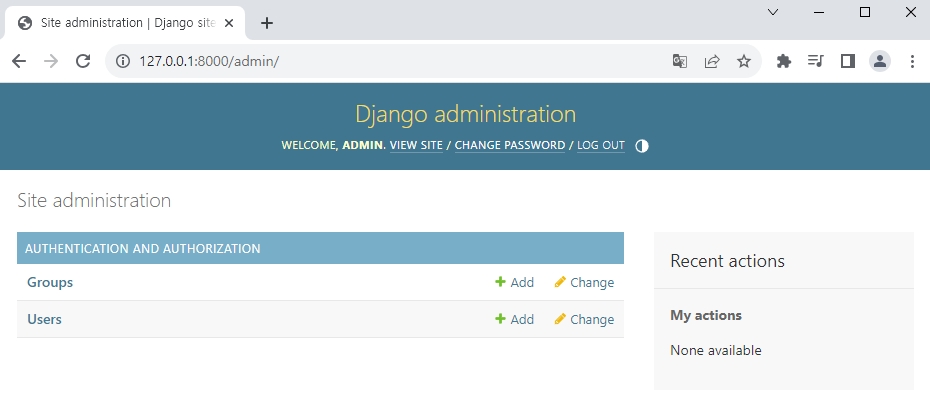 Site administration | Django site
127.0.0.1:8000/admin/
Django administration
WELCOME, ADMIN. VIEW SITE / CHANGE PASSWORD / LOG OUT
Site administration
AUTHENTICATION AND AUTHORIZATION
Groups Add Change
Users Add Change
Recent actions
My actions
None available